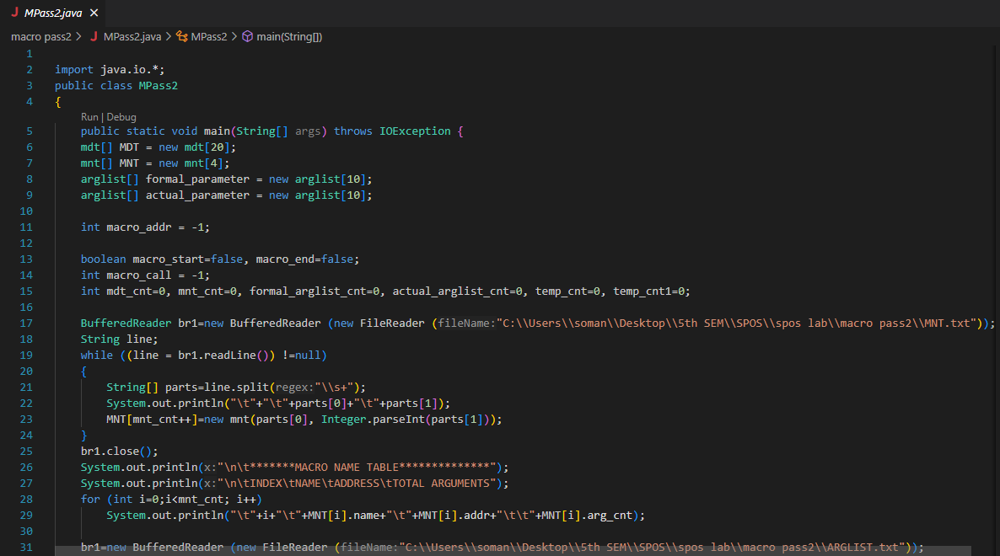 J MPass2.java ×
macro pass2 > J MPass2.java > MPass2 > main(String[])
1
2 import java.io.*;
3 public class MPass2
4 {
Run | Debug
5 public static void main(String[] args) throws IOException {
6 mdt[] MDT = new mdt[20];
7 mnt[] MNT = new mnt[4];
8 arglist[] formal_parameter = new arglist[10];
9 arglist[] actual_parameter = new arglist[10];
10
11 int macro_addr = -1;
12
13 boolean macro_start=false, macro_end=false;
14 int macro_call = -1;
15 int mdt_cnt=0, mnt_cnt=0, formal_arglist_cnt=0, actual_arglist_cnt=0, temp_cnt=0, temp_cnt1=0;
16
17 BufferedReader br1=new BufferedReader (new FileReader (fileName:"C:\\Users\\soman\\Desktop\\5th SEM\\SPOS\\spos lab\\macro pass2\\MNT.txt"));
18 String line;
19 while ((line = br1.readLine()) !=null)
20 {
21 String[] parts=line.split(regex:"\\s+");
22 System.out.println("\t"+"\t"+parts[0]+"\t"+parts[1]);
23 MNT[mnt_cnt++]=new mnt(parts[0], Integer.parseInt(parts[1]));
24 }
25 br1.close();
26 System.out.println(x:"\n\t*******MACRO NAME TABLE**************");
27 System.out.println(x:"\n\tINDEX\tNAME\tADDRESS\tTOTAL ARGUMENTS");
28 for (int i=0;i<mnt_cnt; i++)
29 System.out.println("\t"+i+"\t"+MNT[i].name+"\t"+MNT[i].addr+"\t\t"+MNT[i].arg_cnt);
30
31 br1=new BufferedReader (new FileReader (fileName:"C:\\Users\\soman\\Desktop\\5th SEM\\SPOS\\spos lab\\macro pass2\\ARGLIST.txt"));